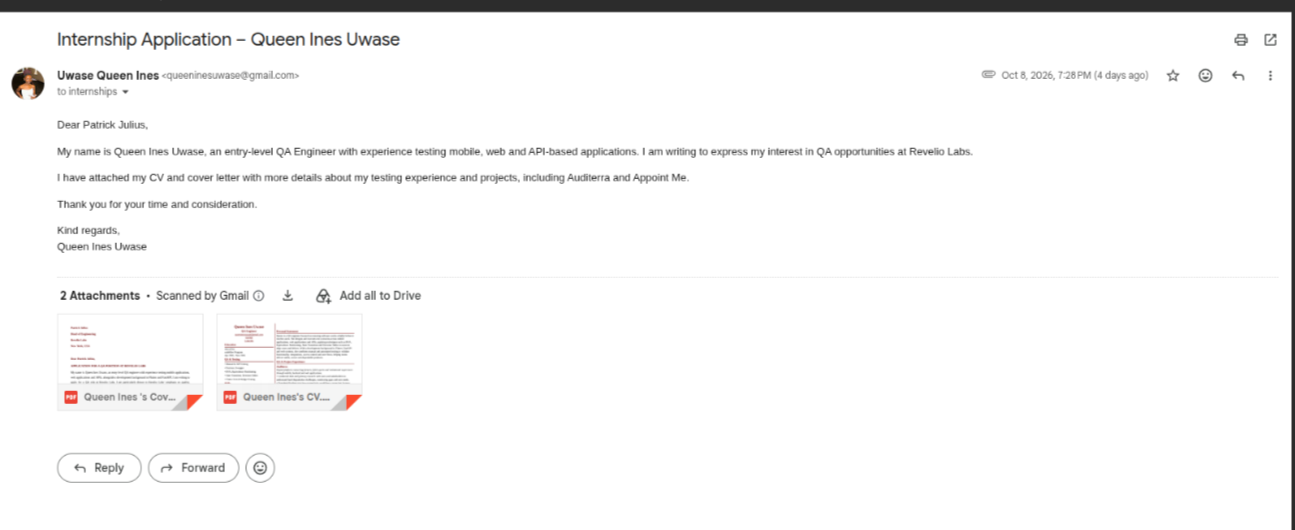 Internship Application – Queen Ines Uwase
Uwase Queen Ines <queeninesuwase@gmail.com>
Oct 8, 2026, 7:28 PM (4 days ago)
to internships
Dear Patrick Julius,
My name is Queen Ines Uwase, an entry-level QA Engineer with experience testing mobile, web and API-based applications. I am writing to express my interest in QA opportunities at Revelio Labs.
I have attached my CV and cover letter with more details about my testing experience and projects, including Auditerra and Appoint Me.
Thank you for your time and consideration.
Kind regards,
Queen Ines Uwase
2 Attachments • Scanned by Gmail
Add all to Drive
PDF Queen Ines 's Cov...
PDF Queen Ines's CV....
Reply
Forward